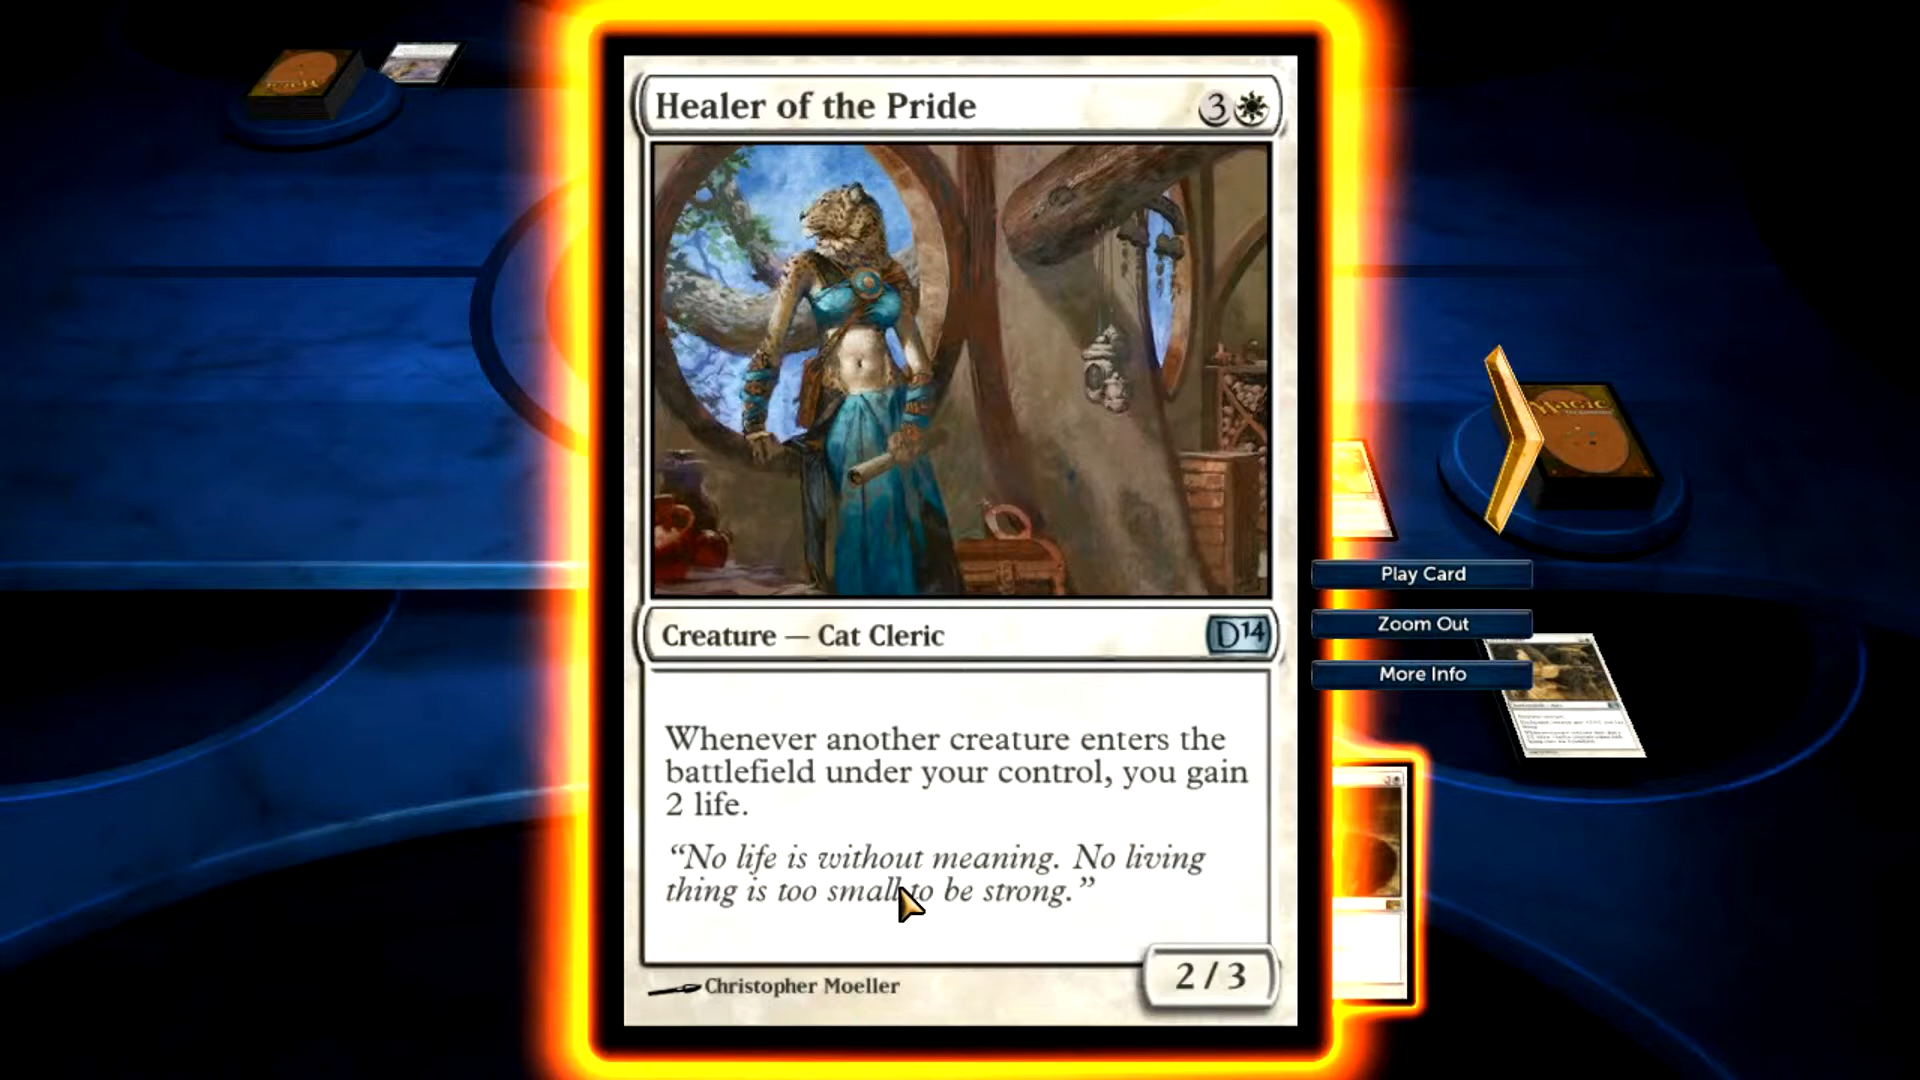 Healer of the Pride
3
Creature — Cat Cleric
D14
Whenever another creature enters the
battlefield under your control, you gain
2 life.
“No life is without meaning. No living
thing is too small to be strong.”
Christopher Moeller
2 / 3
Play Card
Zoom Out
More Info
MAGIC